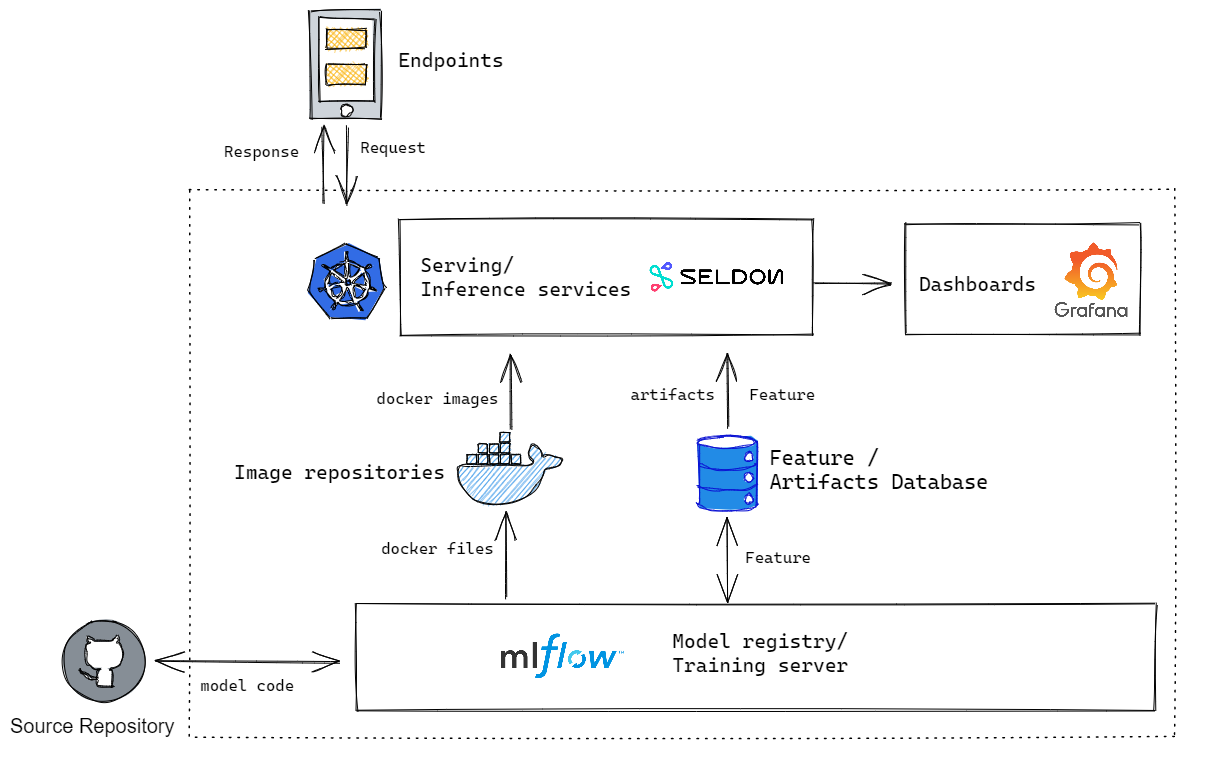 Endpoints
Response
Request
Serving/
Inference services
SELDON
Dashboards
Grafana
docker images
artifacts
Feature
Image repositories
Feature /
Artifacts Database
docker files
Feature
mlflow™
Model registry/
Training server
model code
Source Repository